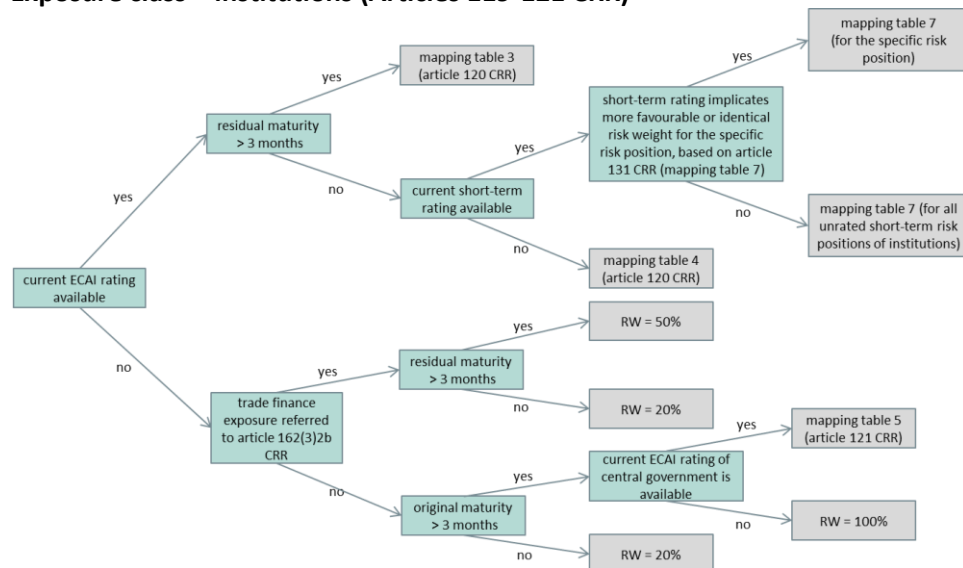 Exposure class – Institutions (Articles CRR)
mapping table 7
(for the specific risk
position)
yes
mapping table 3
(article 120 CRR)
yes
short-term rating implicates
more favourable or identical
risk weight for the specific
risk position, based on article
131 CRR (mapping table 7)
residual maturity
> 3 months
yes
no
current short-term
rating available
yes
no
mapping table 7 (for all
unrated short-term risk
positions of institutions)
no
mapping table 4
(article 120 CRR)
current ECAI rating
available
yes
RW = 50%
no
yes
residual maturity
> 3 months
no
RW = 20%
trade finance
exposure referred
to article 162(3)2b
CRR
yes
mapping table 5
(article 121 CRR)
yes
current ECAI rating of
central government is
available
no
original maturity
> 3 months
no
RW = 100%
no
RW = 20%